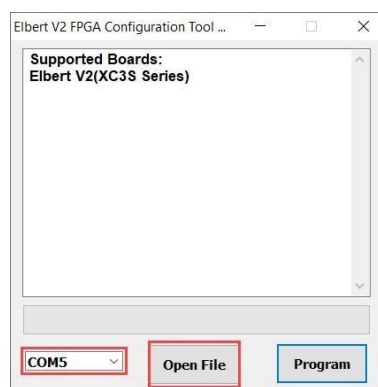 Elbert V2 FPGA Configuration Tool ...
Supported Boards:
Elbert V2(XC3S Series)
COM5
Open File
Program